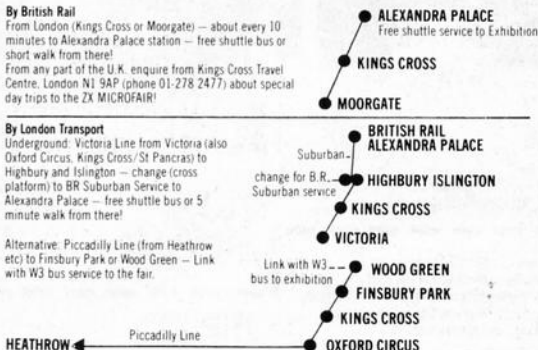 By British Rail
From London (Kings Cross or Moorgate) — about every 10
minutes to Alexandra Palace station — free shuttle bus or
short walk from there!
From any part of the U.K. enquire from Kings Cross Travel
Centre, London N1 9AP (phone 01-278 2477) about special
day trips to the ZX MICROFAIR!
ALEXANDRA PALACE
Free shuttle service to Exhibition
KINGS CROSS
MOORGATE
By London Transport
Underground: Victoria Line from Victoria (also
Oxford Circus, Kings Cross/St Pancras) to
Highbury and Islington — change (cross
platform) to BR Suburban Service to
Alexandra Palace — free shuttle bus or 5
minute walk from there!
Alternative: Piccadilly Line (from Heathrow
etc) to Finsbury Park or Wood Green — Link
with W3 bus service to the fair.
BRITISH RAIL
ALEXANDRA PALACE
Suburban
change for B.R.
Suburban service
HIGHBURY ISLINGTON
KINGS CROSS
VICTORIA
Link with W3
bus to exhibition
WOOD GREEN
FINSBURY PARK
KINGS CROSS
HEATHROW
Piccadilly Line
OXFORD CIRCUS